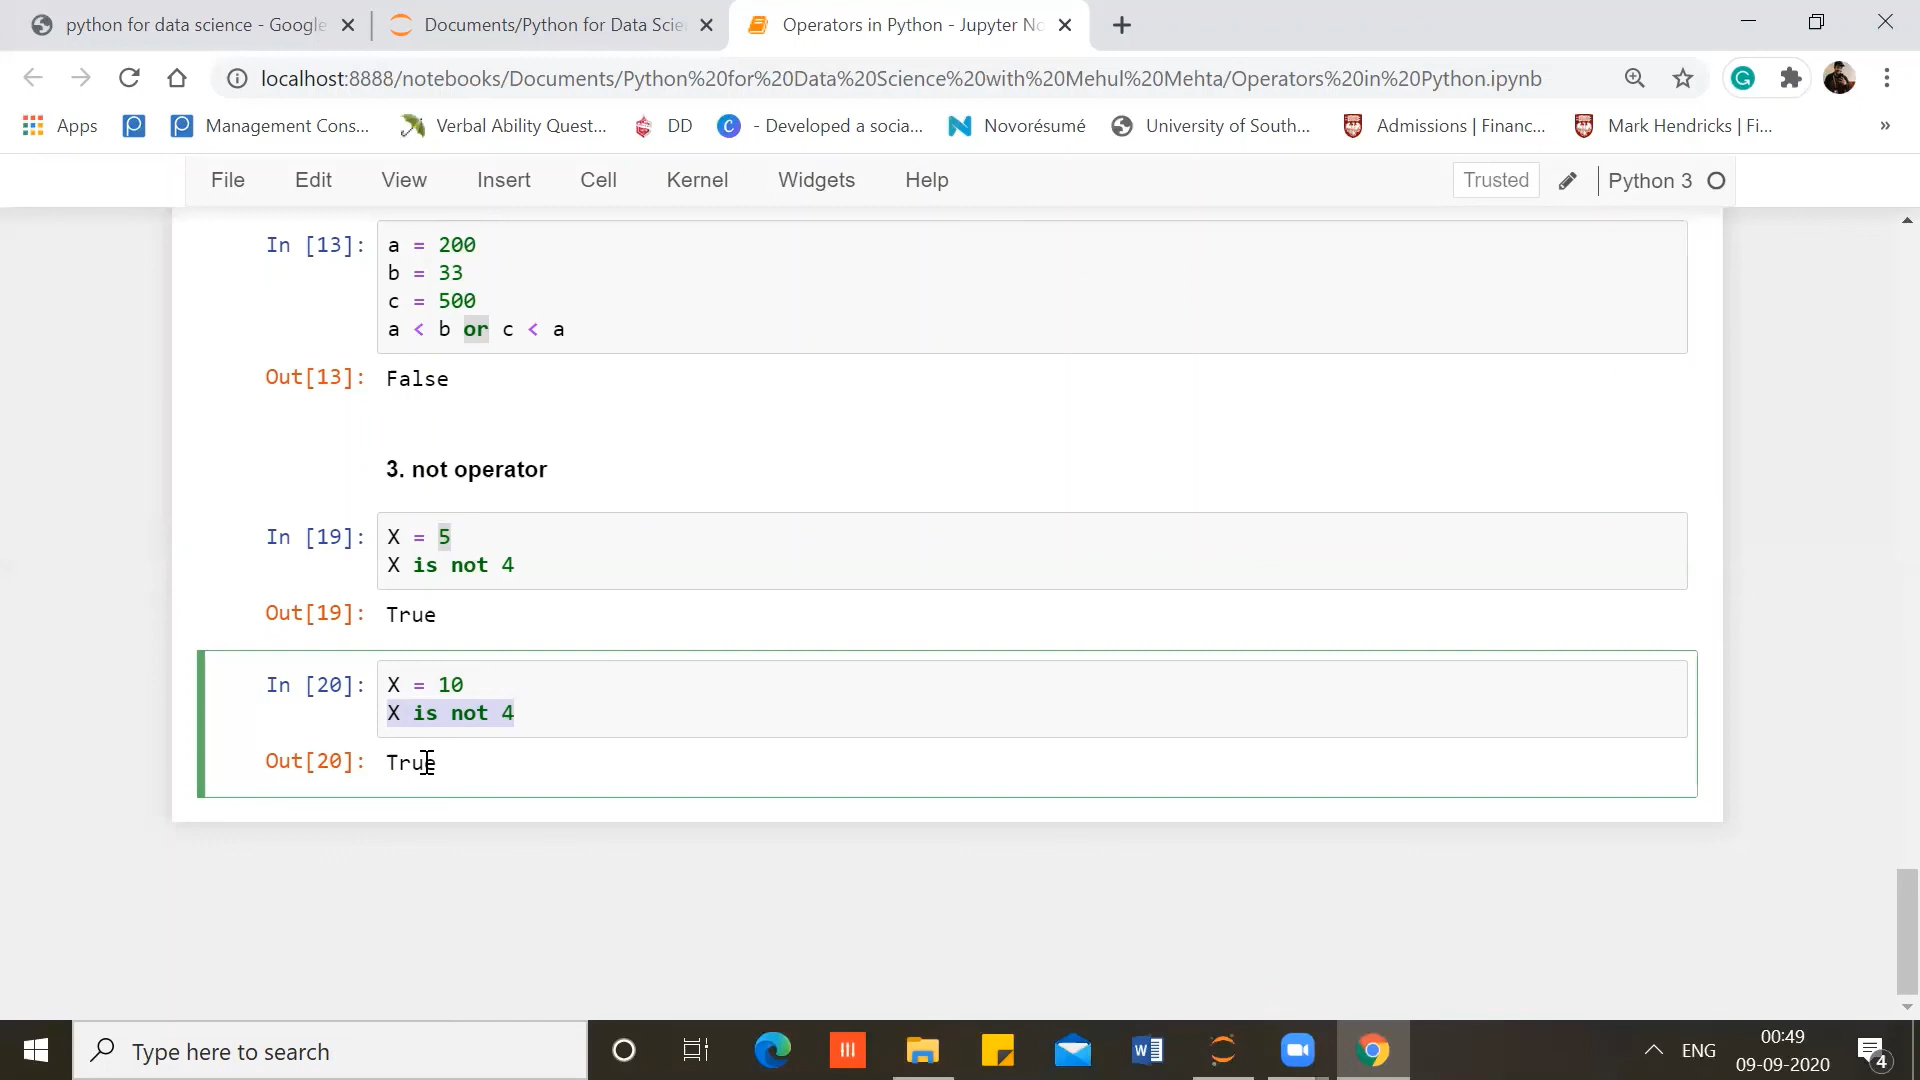 python for data science - Google
Documents/Python for Data Scie
Operators in Python - Jupyter No
localhost:8888/notebooks/Documents/Python%20for%20Data%20Science%20with%20Mehul%20Mehta/Operators%20in%20Python.ipynb
Apps
Management Cons...
Verbal Ability Quest...
DD
- Developed a socia...
Novorésumé
University of South...
Admissions | Financ...
Mark Hendricks | Fi...
»
File Edit View Insert Cell Kernel Widgets Help
Trusted
Python 3
In [13]:
a = 200
b = 33
c = 500
a < b or c < a
Out[13]: False
3. not operator
In [19]:
X = 5
X is not 4
Out[19]: True
In [20]:
X = 10
X is not 4
Out[20]: True
Type here to search
ENG
00:49
09-09-2020
4